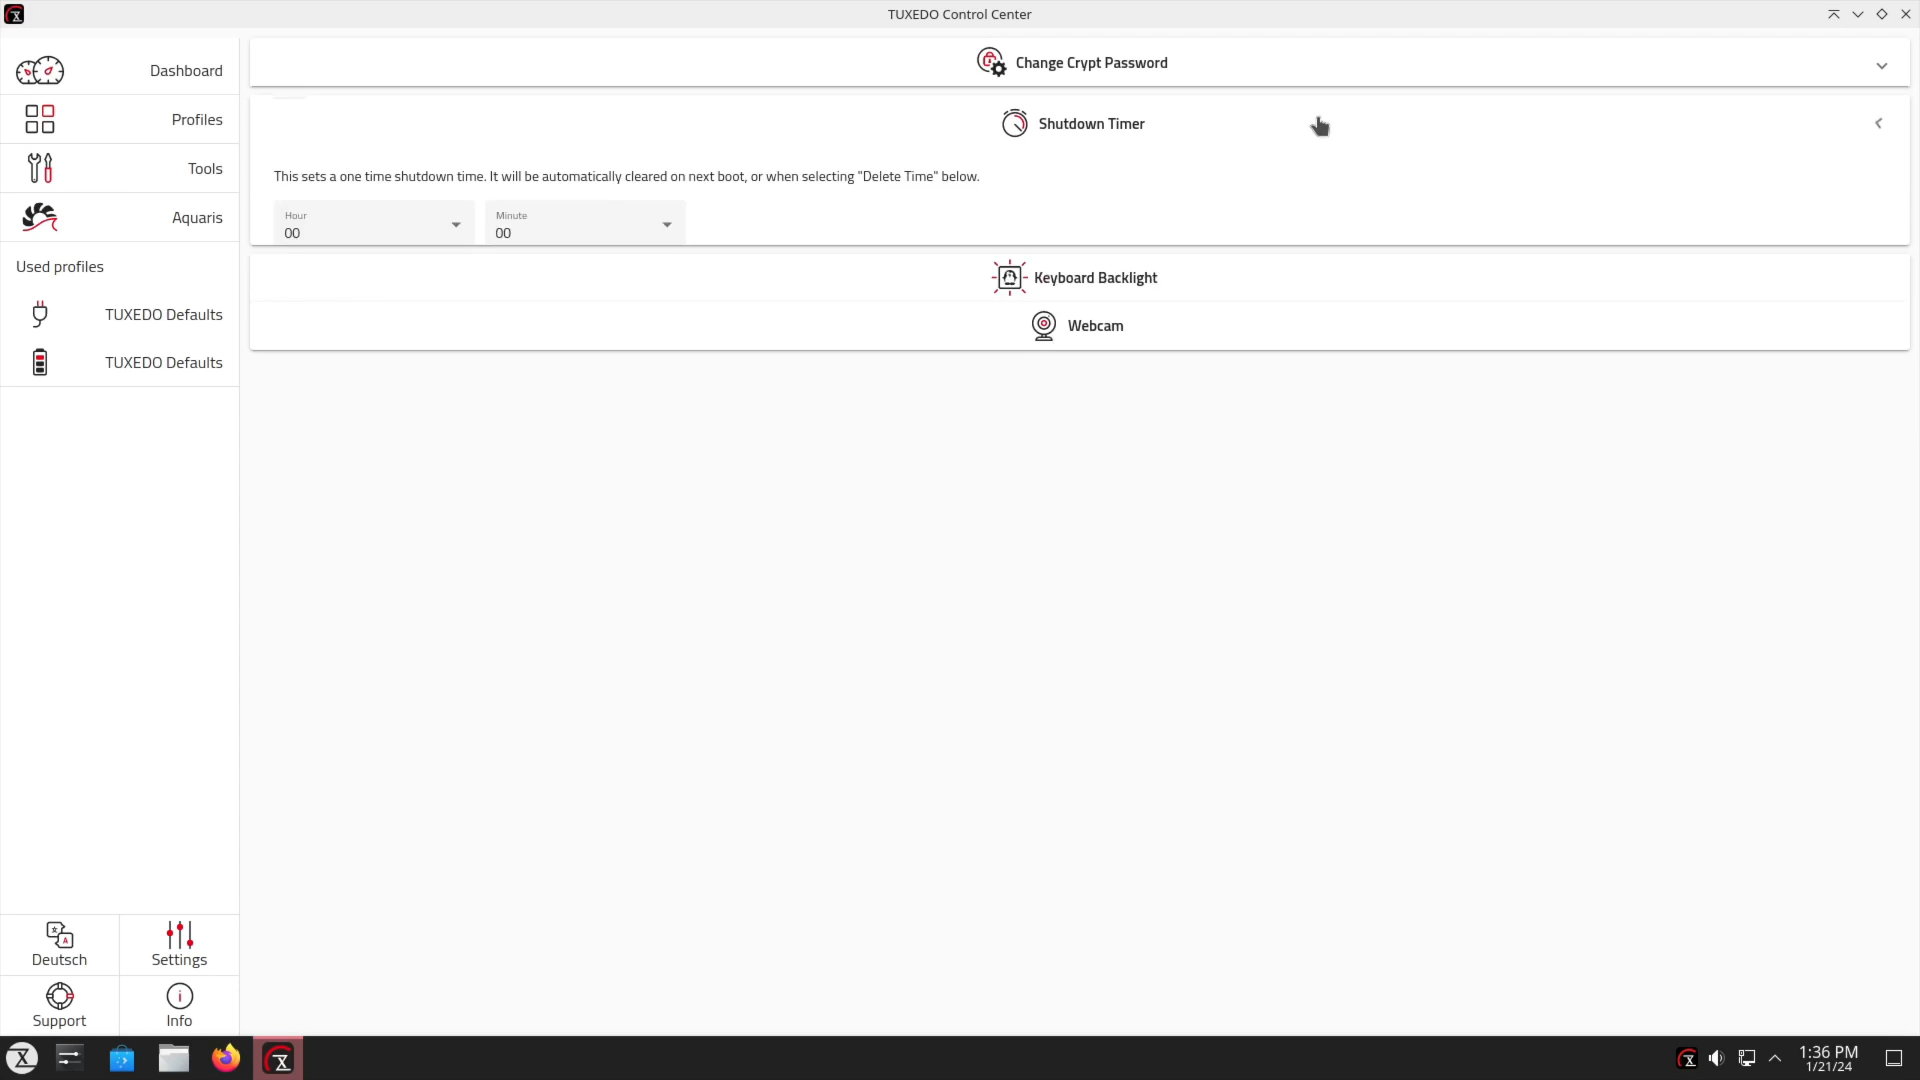 TUXEDO Control Center
Dashboard
Profiles
Tools
Aquaris
Used profiles
TUXEDO Defaults
TUXEDO Defaults
Change Crypt Password
Shutdown Timer
This sets a one time shutdown time. It will be automatically cleared on next boot, or when selecting "Delete Time" below.
Hour
00
Minute
00
Keyboard Backlight
Webcam
Deutsch
Settings
Support
Info
1:36 PM
1/21/24